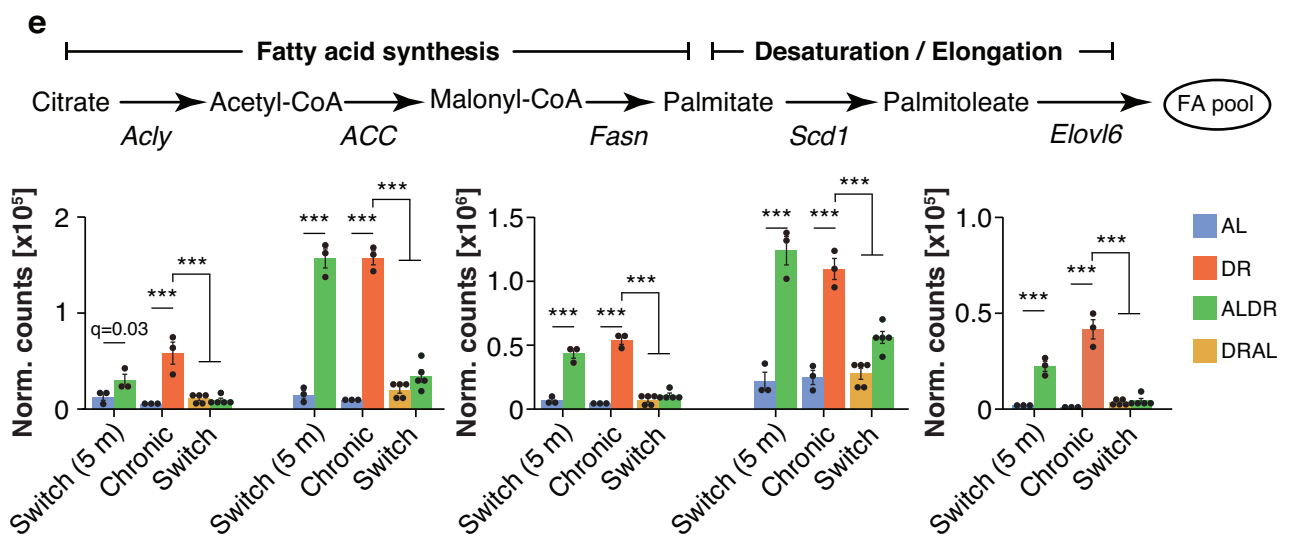 e
Fatty acid synthesis
Desaturation / Elongation
Citrate Acetyl-CoA Malonyl-CoA Palmitate Palmitoleate FA pool
Acly ACC Fasn Scd1 Elovl6
Norm. counts [x10⁵]
2
1
0
q=0.03
***
***
***
***
***
Switch (5 m)
Chronic
Switch
Switch (5 m)
Chronic
Switch
Norm. counts [x10⁶]
1.5
1.0
0.5
0
***
***
***
***
***
***
Switch (5 m)
Chronic
Switch
Switch (5 m)
Chronic
Switch
Norm. counts [x10⁵]
1.0
0.5
0
***
***
***
Switch (5 m)
Chronic
Switch
AL
DR
ALDR
DRAL